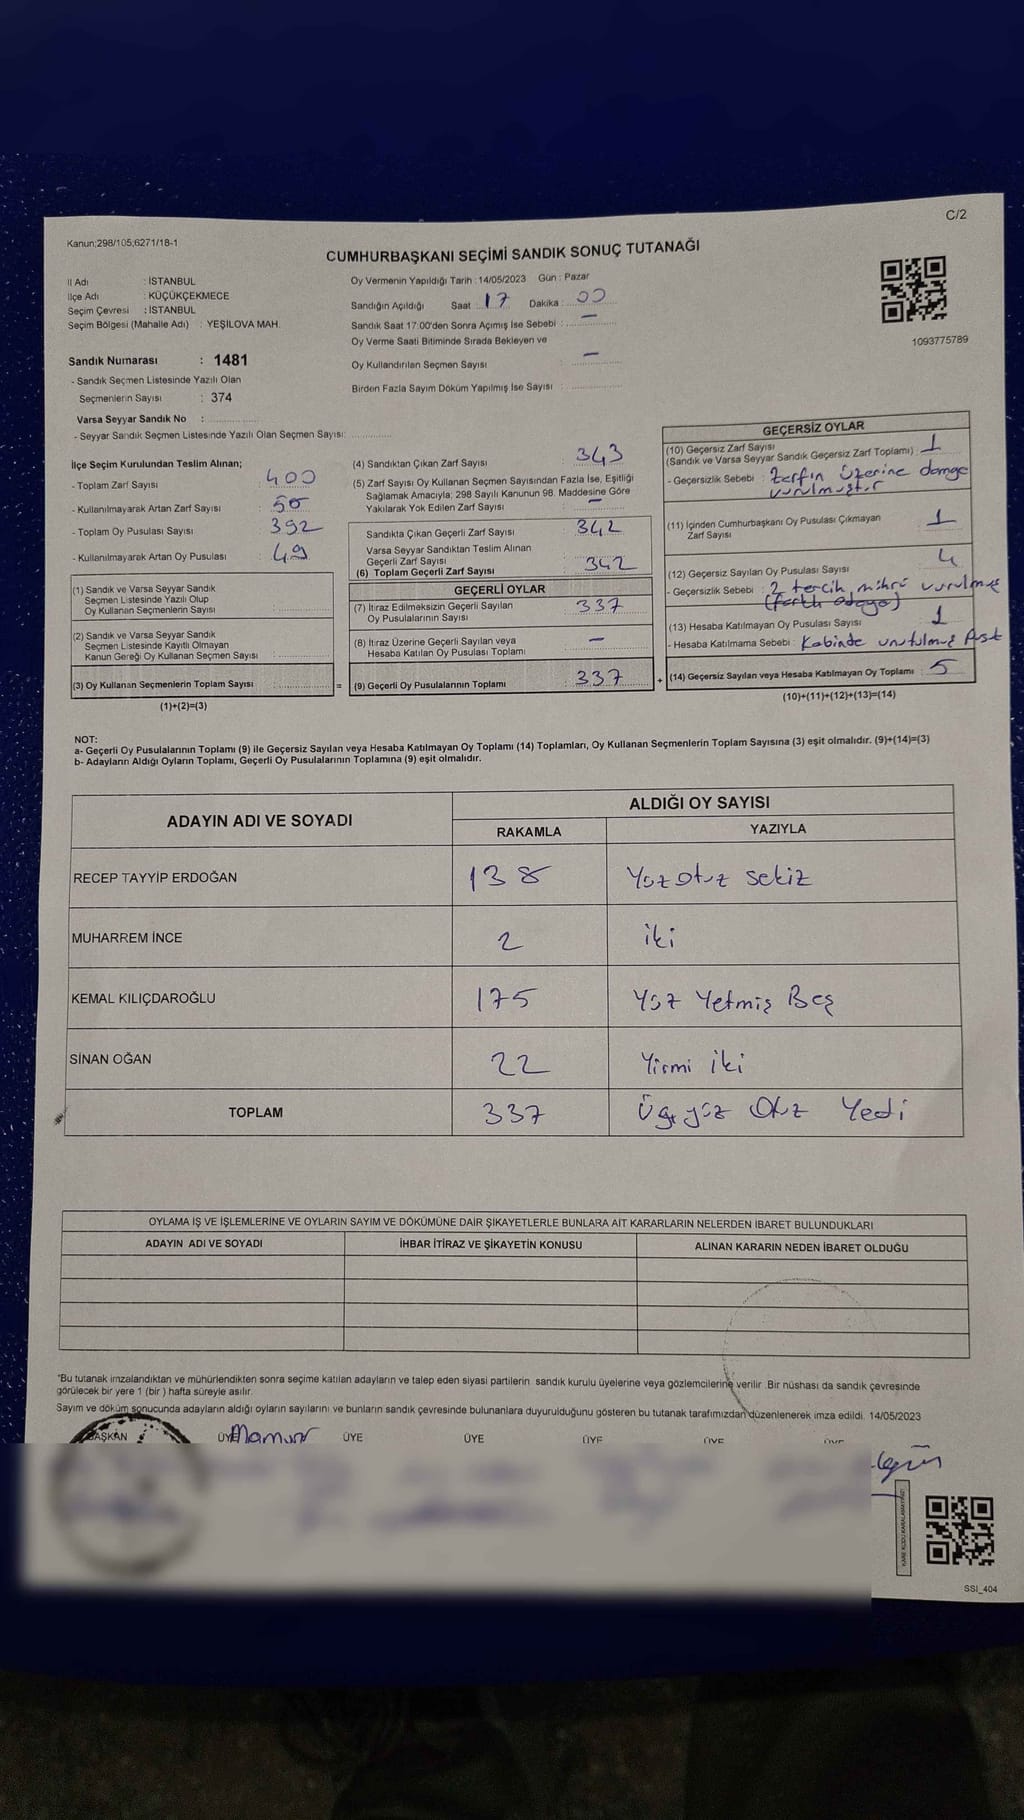 C/2
Kanun;298/105,6271/18-1
CUMHURBAŞKANI SEÇİMİ SANDIK SONUÇ TUTANAĞI
İl Adı : İSTANBUL
İlçe Adı : KÜÇÜKÇEKMECE
Seçim Çevresi : İSTANBUL
Seçim Bölgesi (Mahalle Adı) : YEŞİLOVA MAH.
Sandık Numarası : 1481
- Sandık Seçmen Listesinde Yazılı Olan
Seçmenlerin Sayısı : 374
Varsa Seyyar Sandık No :
- Seyyar Sandık Seçmen Listesinde Yazılı Olan Seçmen Sayısı:
Oy Vermenin Yapıldığı Tarih : 14/05/2023 Gün : Pazar
Sandığın Açıldığı Saat 17 Dakika : 00
Sandık Saat 17:00'den Sonra Açımış İse Sebebi : —
Oy Verme Saati Bitiminde Sırada Bekleyen ve
Oy Kullandırılan Seçmen Sayısı : —
Birden Fazla Sayım Döküm Yapılmış İse Sayısı :
1093775789
İlçe Seçim Kurulundan Teslim Alınan;
- Toplam Zarf Sayısı : 400
- Kullanılmayarak Artan Zarf Sayısı : 50
- Toplam Oy Pusulası Sayısı : 392
- Kullanılmayarak Artan Oy Pusulası : 49
(1) Sandık ve Varsa Seyyar Sandık
Seçmen Listesinde Yazılı Olup
Oy Kullanan Seçmenlerin Sayısı
(2) Sandık ve Varsa Seyyar Sandık
Seçmen Listesinde Kayıtlı Olmayan
Kanun Gereği Oy Kullanan Seçmen Sayısı
(3) Oy Kullanan Seçmenlerin Toplam Sayısı =
(1)+(2)=(3)
(4) Sandıktan Çıkan Zarf Sayısı : 343
(5) Zarf Sayısı Oy Kullanan Seçmen Sayısından Fazla İse, Eşitliği
Sağlamak Amacıyla; 298 Sayılı Kanunun 98. Maddesine Göre
Yakılarak Yok Edilen Zarf Sayısı : —
Sandıkta Çıkan Geçerli Zarf Sayısı : 342
Varsa Seyyar Sandıktan Teslim Alınan
Geçerli Zarf Sayısı
(6) Toplam Geçerli Zarf Sayısı : 342
GEÇERLİ OYLAR
(7) İtiraz Edilmeksizin Geçerli Sayılan
Oy Pusulalarının Sayısı : 337
(8) İtiraz Üzerine Geçerli Sayılan veya
Hesaba Katılan Oy Pusulası Toplamı : —
(9) Geçerli Oy Pusulalarının Toplamı : 337 +
GEÇERSİZ OYLAR
(10) Geçersiz Zarf Sayısı
(Sandık ve Varsa Seyyar Sandık Geçersiz Zarf Toplamı) : 1
- Geçersizlik Sebebi : zarfın üzerine damga
vurulmuştur
(11) İçinden Cumhurbaşkanı Oy Pusulası Çıkmayan
Zarf Sayısı : 1
(12) Geçersiz Sayılan Oy Pusulası Sayısı : 4
- Geçersizlik Sebebi : 2 tercih mührü vurulmuş
(farklı adaya)
(13) Hesaba Katılmayan Oy Pusulası Sayısı : 1
- Hesaba Katılmama Sebebi : Kabinde unutulmuş
(14) Geçersiz Sayılan veya Hesaba Katılmayan Oy Toplamı : 5
(10)+(11)+(12)+(13)=(14)
NOT:
a- Geçerli Oy Pusulalarının Toplamı (9) ile Geçersiz Sayılan veya Hesaba Katılmayan Oy Toplamı (14) Toplamları, Oy Kullanan Seçmenlerin Toplam Sayısına (3) eşit olmalıdır. (9)+(14)=(3)
b- Adayların Aldığı Oyların Toplamı, Geçerli Oy Pusulalarının Toplamına (9) eşit olmalıdır.
ADAYIN ADI VE SOYADI
ALDIĞI OY SAYISI
RAKAMLA YAZIYLA
RECEP TAYYİP ERDOĞAN 138 Yüz otuz sekiz
MUHARREM İNCE 2 iki
KEMAL KILIÇDAROĞLU 175 Yüz Yetmiş Beş
SİNAN OĞAN 22 Yirmi iki
TOPLAM 337 Üçyüz Otuz Yedi
OYLAMA İŞ VE İŞLEMLERİNE VE OYLARIN SAYIM VE DÖKÜMÜNE DAİR ŞİKAYETLERLE BUNLARA AİT KARARLARIN NELERDEN İBARET BULUNDUKLARI
ADAYIN ADI VE SOYADI İHBAR İTİRAZ VE ŞİKAYETİN KONUSU ALINAN KARARIN NEDEN İBARET OLDUĞU
*Bu tutanak imzalandıktan ve mühürlendikten sonra seçime katılan adayların ve talep eden siyasi partilerin sandık kurulu üyelerine veya gözlemcilerine verilir .Bir nüshası da sandık çevresinde
görülecek bir yere 1 (bir ) hafta süreyle asılır.
Sayım ve döküm sonucunda adayların aldığı oyların sayılarını ve bunların sandık çevresinde bulunanlara duyurulduğunu gösteren bu tutanak tarafımızdan düzenlenerek imza edildi. 14/05/2023
BAŞKAN ÜYE ÜYE ÜYE ÜYE ÜYE
SSI_404